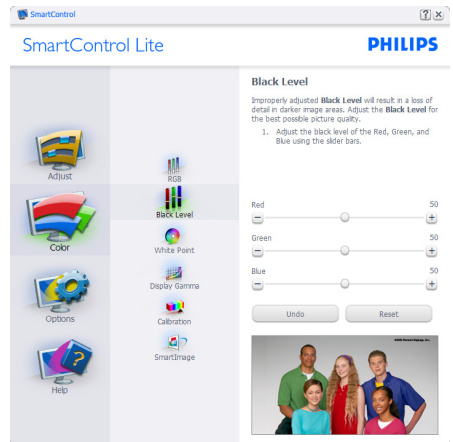 SmartControl
SmartControl Lite
PHILIPS
Adjust
Color
Options
Help
RGB
Black Level
White Point
Display Gamma
Calibration
SmartImage
Black Level
Improperly adjusted Black Level will result in a loss of
detail in darker image areas. Adjust the Black Level for
the best possible picture quality.
1. Adjust the black level of the Red, Green, and
Blue using the slider bars.
Red 50
Green 50
Blue 50
Undo Reset